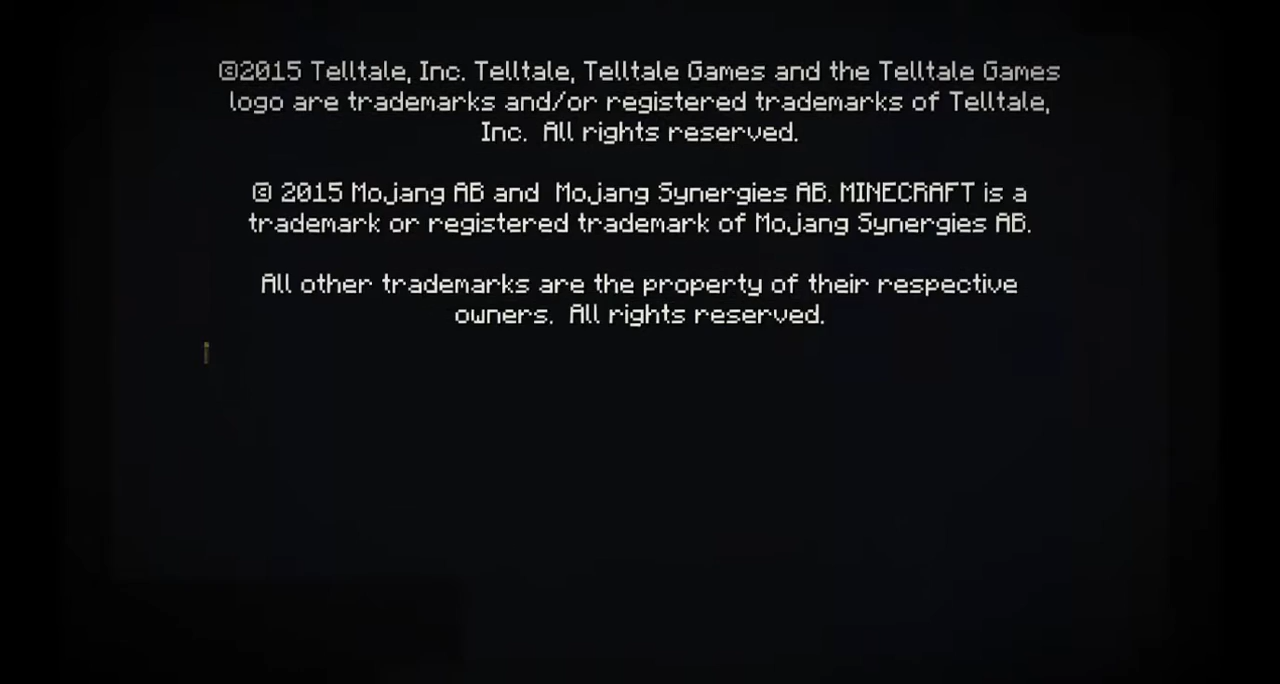 ©2015 Telltale, Inc. Telltale, Telltale Games and the Telltale Games
logo are trademarks and/or registered trademarks of Telltale,
Inc.  All rights reserved.
© 2015 Mojang AB and  Mojang Synergies AB. MINECRAFT is a
trademark or registered trademark of Mojang Synergies AB.
All other trademarks are the property of their respective
owners.  All rights reserved.